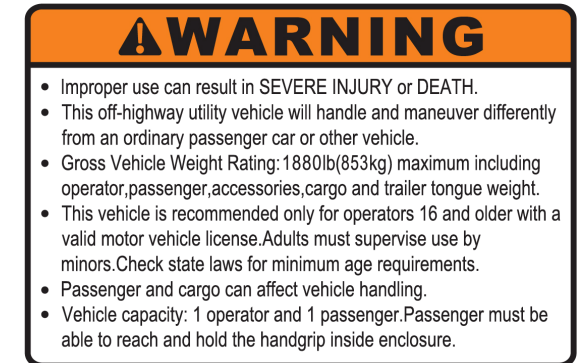 WARNING
• Improper use can result in SEVERE INJURY or DEATH.
• This off-highway utility vehicle will handle and maneuver differently
from an ordinary passenger car or other vehicle.
• Gross Vehicle Weight Rating:1880lb(853kg) maximum including
operator,passenger,accessories,cargo and trailer tongue weight.
• This vehicle is recommended only for operators 16 and older with a
valid motor vehicle license.Adults must supervise use by
minors.Check state laws for minimum age requirements.
• Passenger and cargo can affect vehicle handling.
• Vehicle capacity: 1 operator and 1 passenger.Passenger must be
able to reach and hold the handgrip inside enclosure.